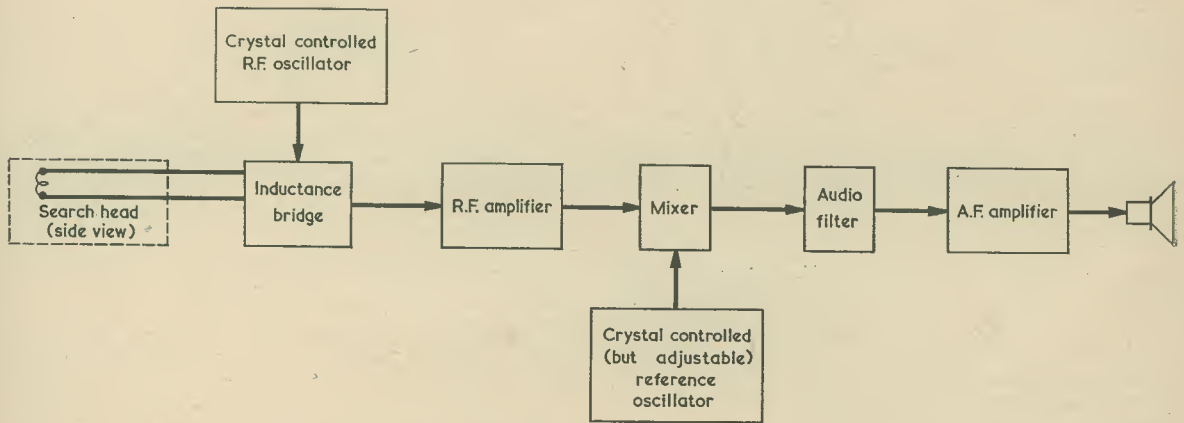 Crystal controlled
R.F. oscillator
Search head
(side view)
Inductance
bridge
R.F. amplifier
Mixer
Audio
filter
A.F. amplifier
Crystal controlled
(but adjustable)
reference
oscillator